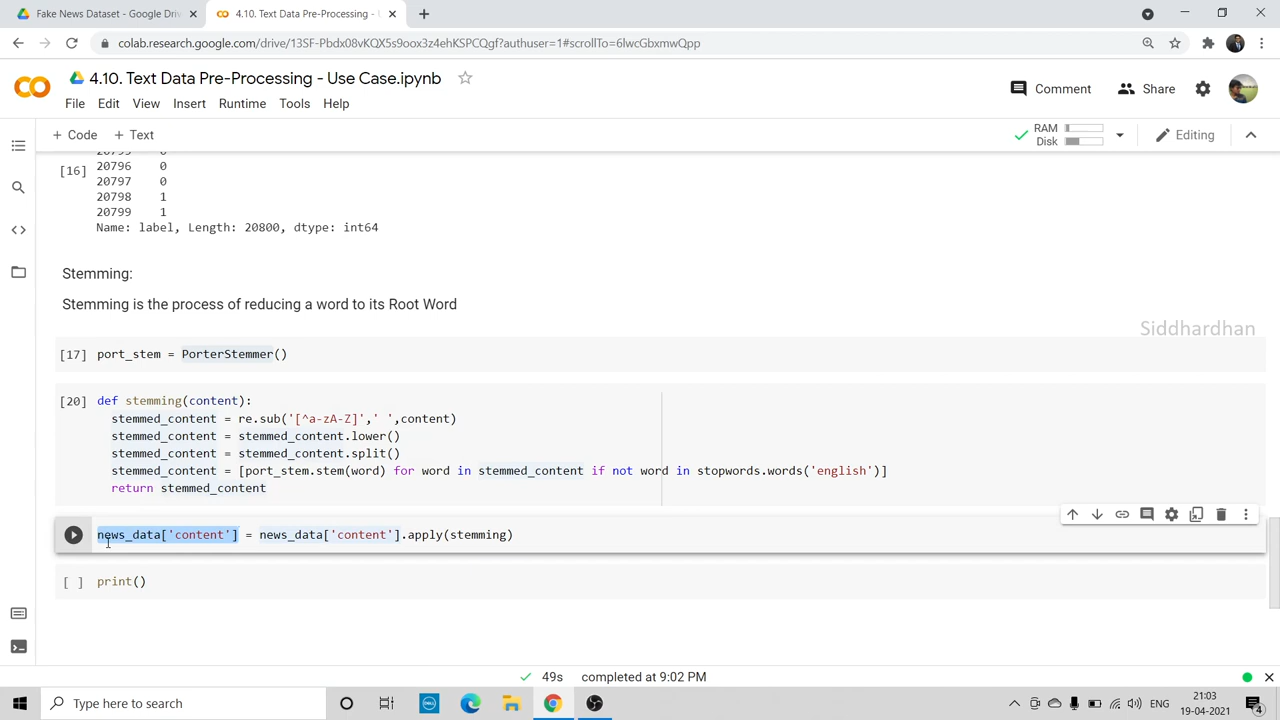 Fake News Dataset - Google Driv
4.10. Text Data Pre-Processing -
colab.research.google.com/drive/13SF-Pbdx08vKQX5s9oox3z4ehKSPCQgf?authuser=1#scrollTo=6lwcGbxmwQpp
4.10. Text Data Pre-Processing - Use Case.ipynb
Comment
Share
File Edit View Insert Runtime Tools Help
+ Code + Text
RAM
Disk
Editing
20796 0
[16]
20797 0
20798 1
20799 1
Name: label, Length: 20800, dtype: int64
Stemming:
Stemming is the process of reducing a word to its Root Word
Siddhardhan
[17] port_stem = PorterStemmer()
[20] def stemming(content):
stemmed_content = re.sub('[^a-zA-Z]',' ',content)
stemmed_content = stemmed_content.lower()
stemmed_content = stemmed_content.split()
stemmed_content = [port_stem.stem(word) for word in stemmed_content if not word in stopwords.words('english')]
return stemmed_content
news_data['content'] = news_data['content'].apply(stemming)
[ ] print()
49s completed at 9:02 PM
Type here to search
ENG
21:03
19-04-2021
4